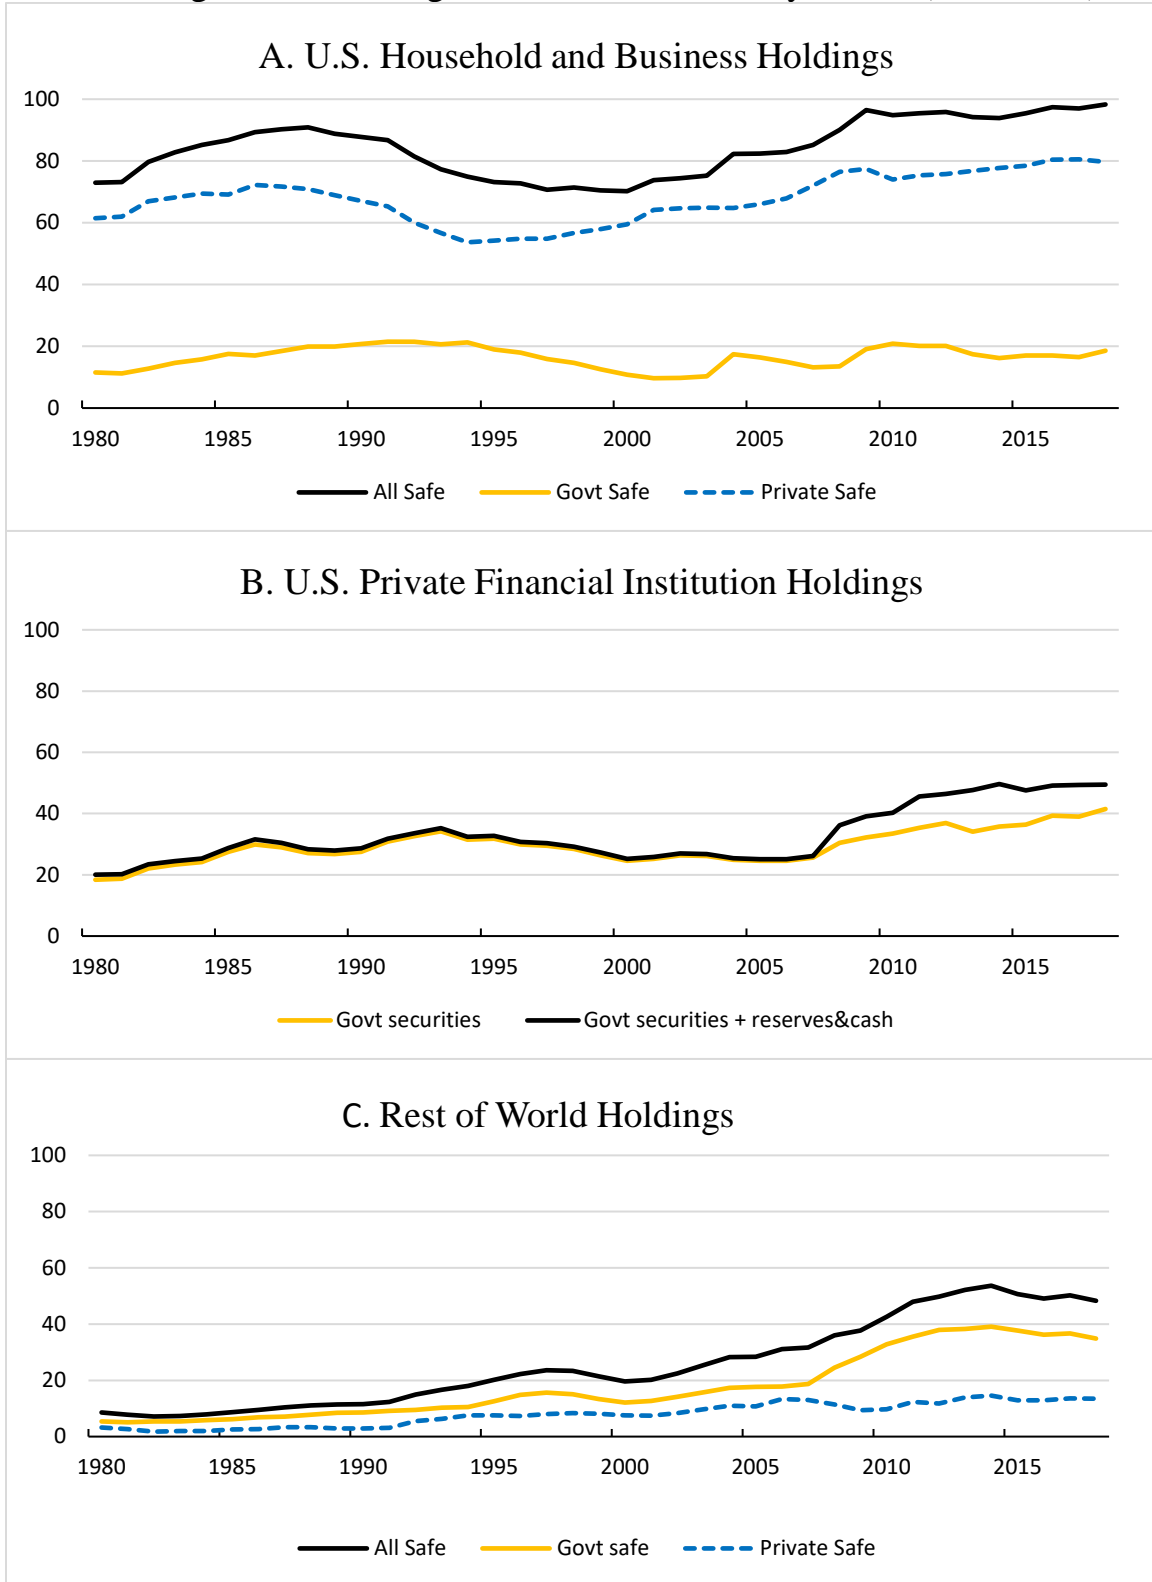 A. U.S. Household and Business Holdings
100
80
60
40
20
0
1980 1985 1990 1995 2000 2005 2010 2015
All Safe Govt Safe Private Safe
B. U.S. Private Financial Institution Holdings
100
80
60
40
20
0
1980 1985 1990 1995 2000 2005 2010 2015
Govt securities Govt securities + reserves&cash
C. Rest of World Holdings
100
80
60
40
20
0
1980 1985 1990 1995 2000 2005 2010 2015
All Safe Govt safe Private Safe